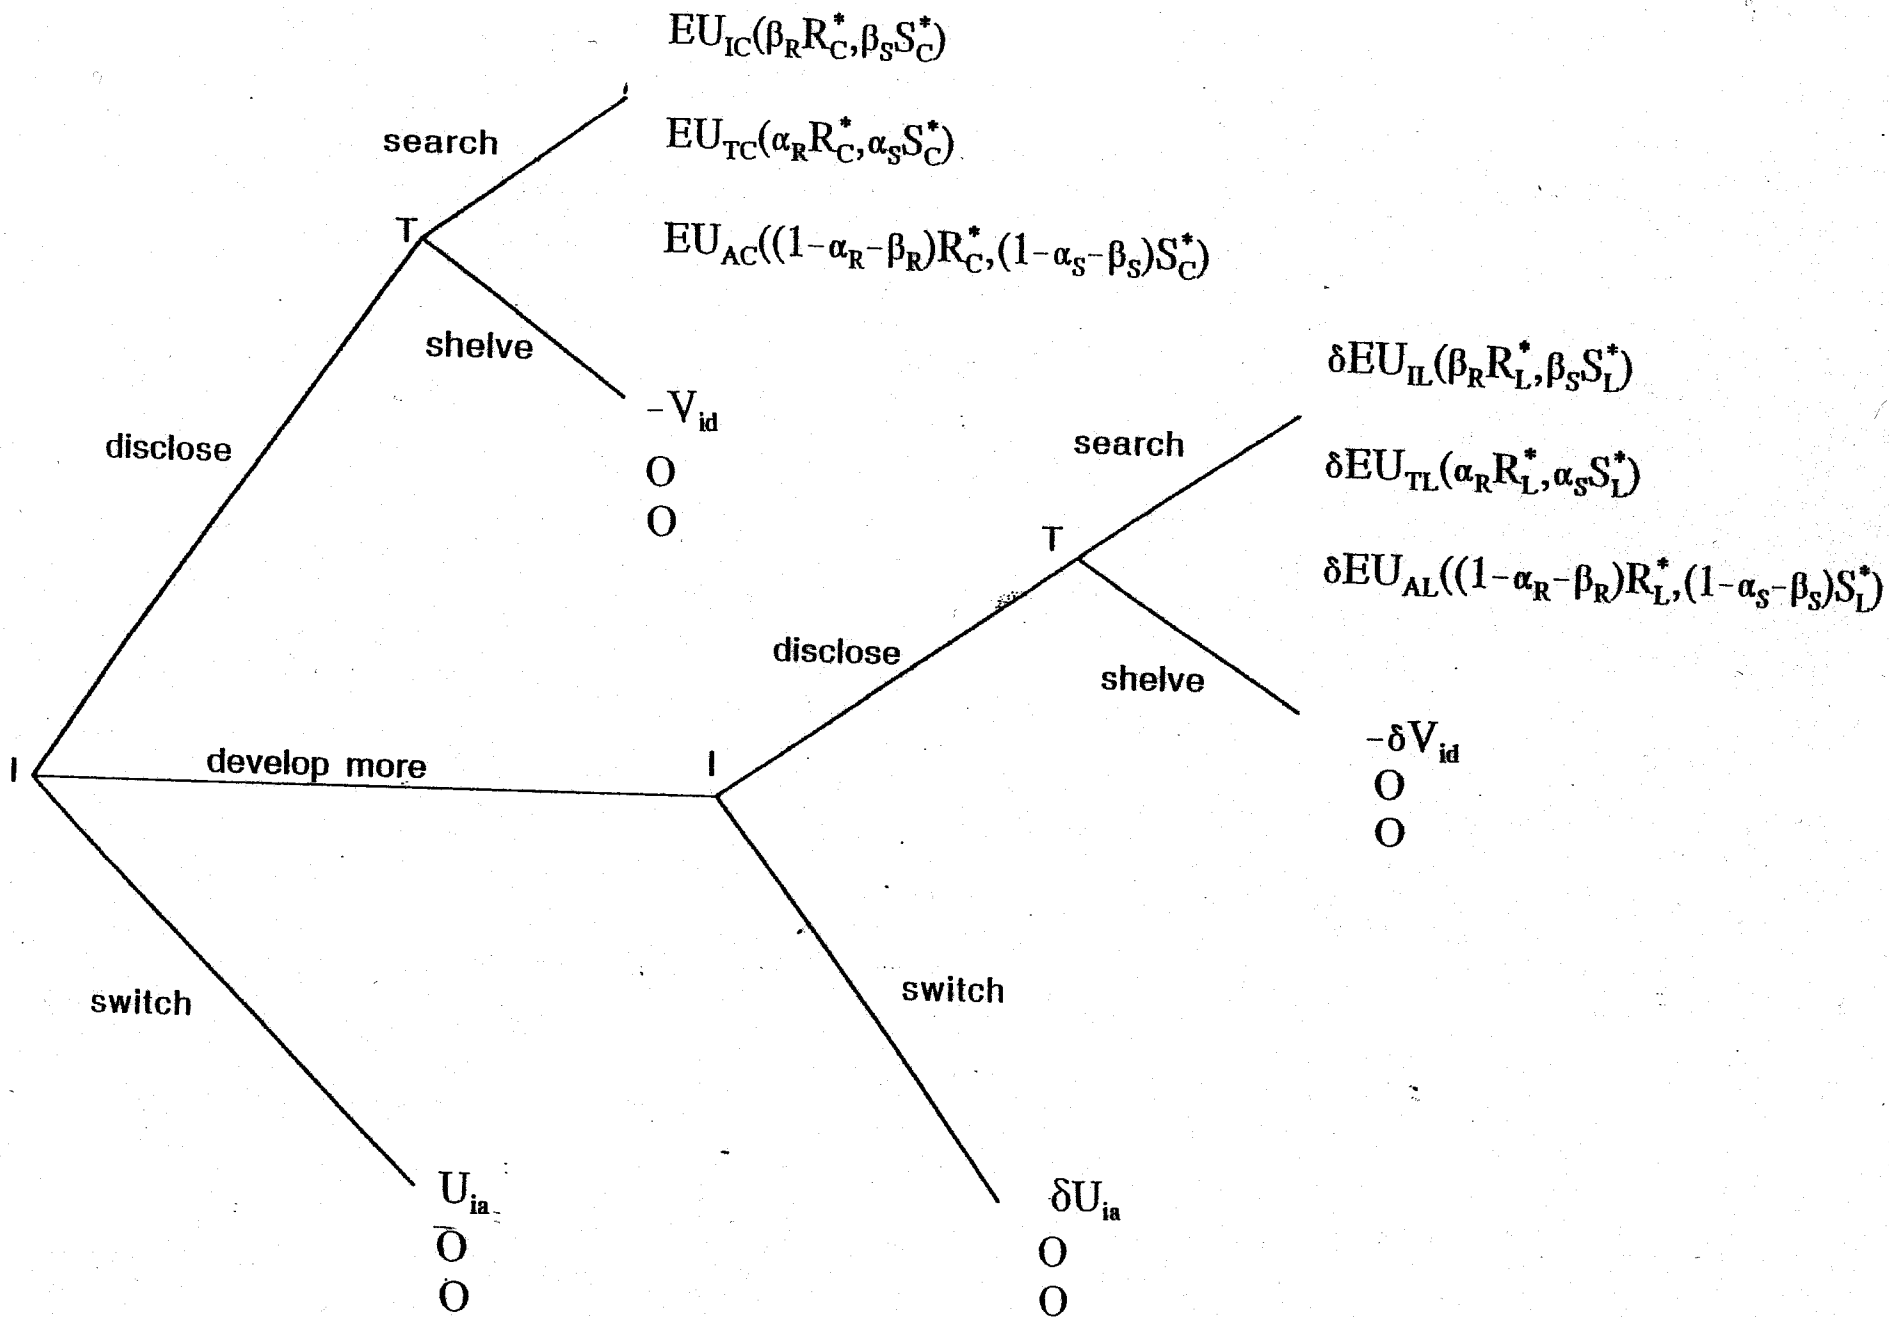 EU_IC(β_R R*_C,β_S S*_C)
search
EU_TC(α_R R*_C,α_S S*_C)
T
EU_AC((1-α_R-β_R)R*_C,(1-α_S-β_S)S*_C)
shelve
δEU_IL(β_R R*_L,β_S S*_L)
-V_id
O
O
disclose
search
δEU_TL(α_R R*_L,α_S S*_L)
T
δEU_AL((1-α_R-β_R)R*_L,(1-α_S-β_S)S*_L)
disclose
shelve
-δV_id
O
O
I
develop more
I
switch
switch
U_ia
O
O
δU_ia
O
O